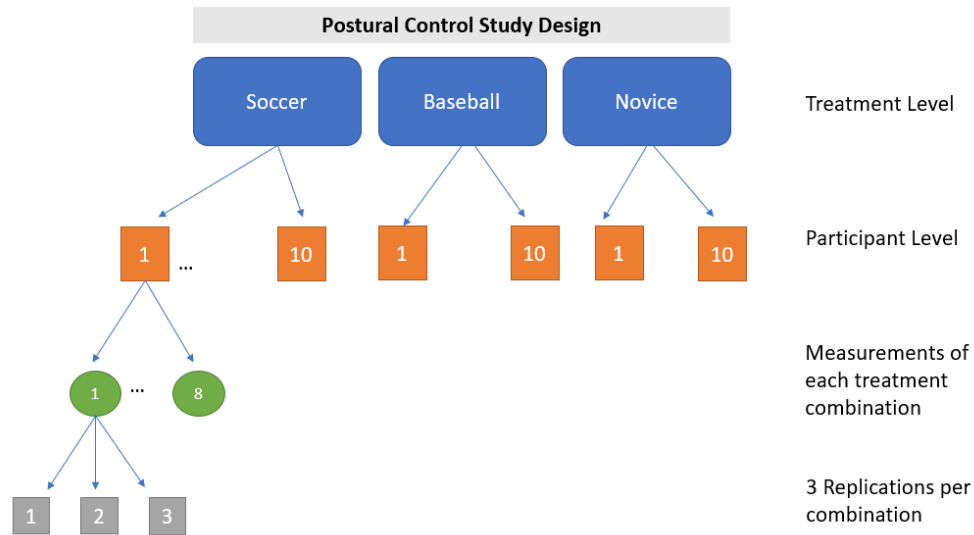 Postural Control Study Design
Soccer
Baseball
Novice
Treatment Level
1
...
10
1
10
1
10
Participant Level
1
...
8
Measurements of
each treatment
combination
1
2
3
3 Replications per
combination